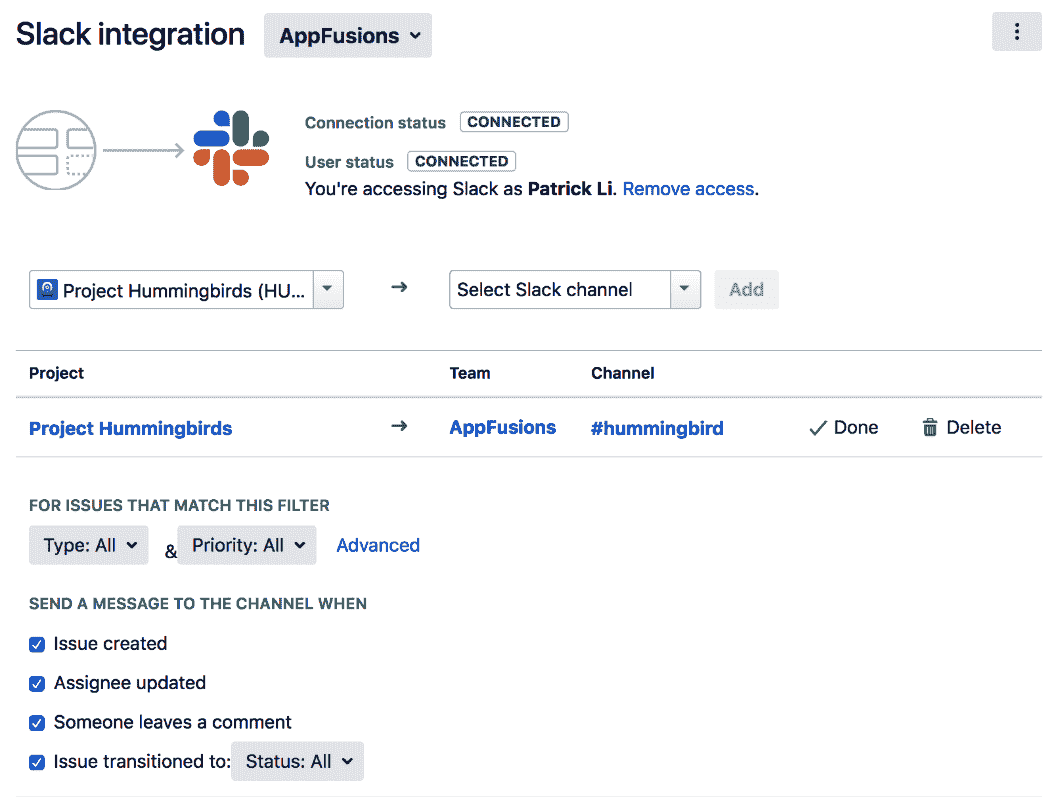 Slack integration AppFusions
Connection status CONNECTED
User status CONNECTED
You're accessing Slack as Patrick Li. Remove access.
Project Hummingbirds (HU... → Select Slack channel Add
Project Team Channel
Project Hummingbirds → AppFusions #hummingbird Done Delete
FOR ISSUES THAT MATCH THIS FILTER
Type: All & Priority: All Advanced
SEND A MESSAGE TO THE CHANNEL WHEN
Issue created
Assignee updated
Someone leaves a comment
Issue transitioned to: Status: All